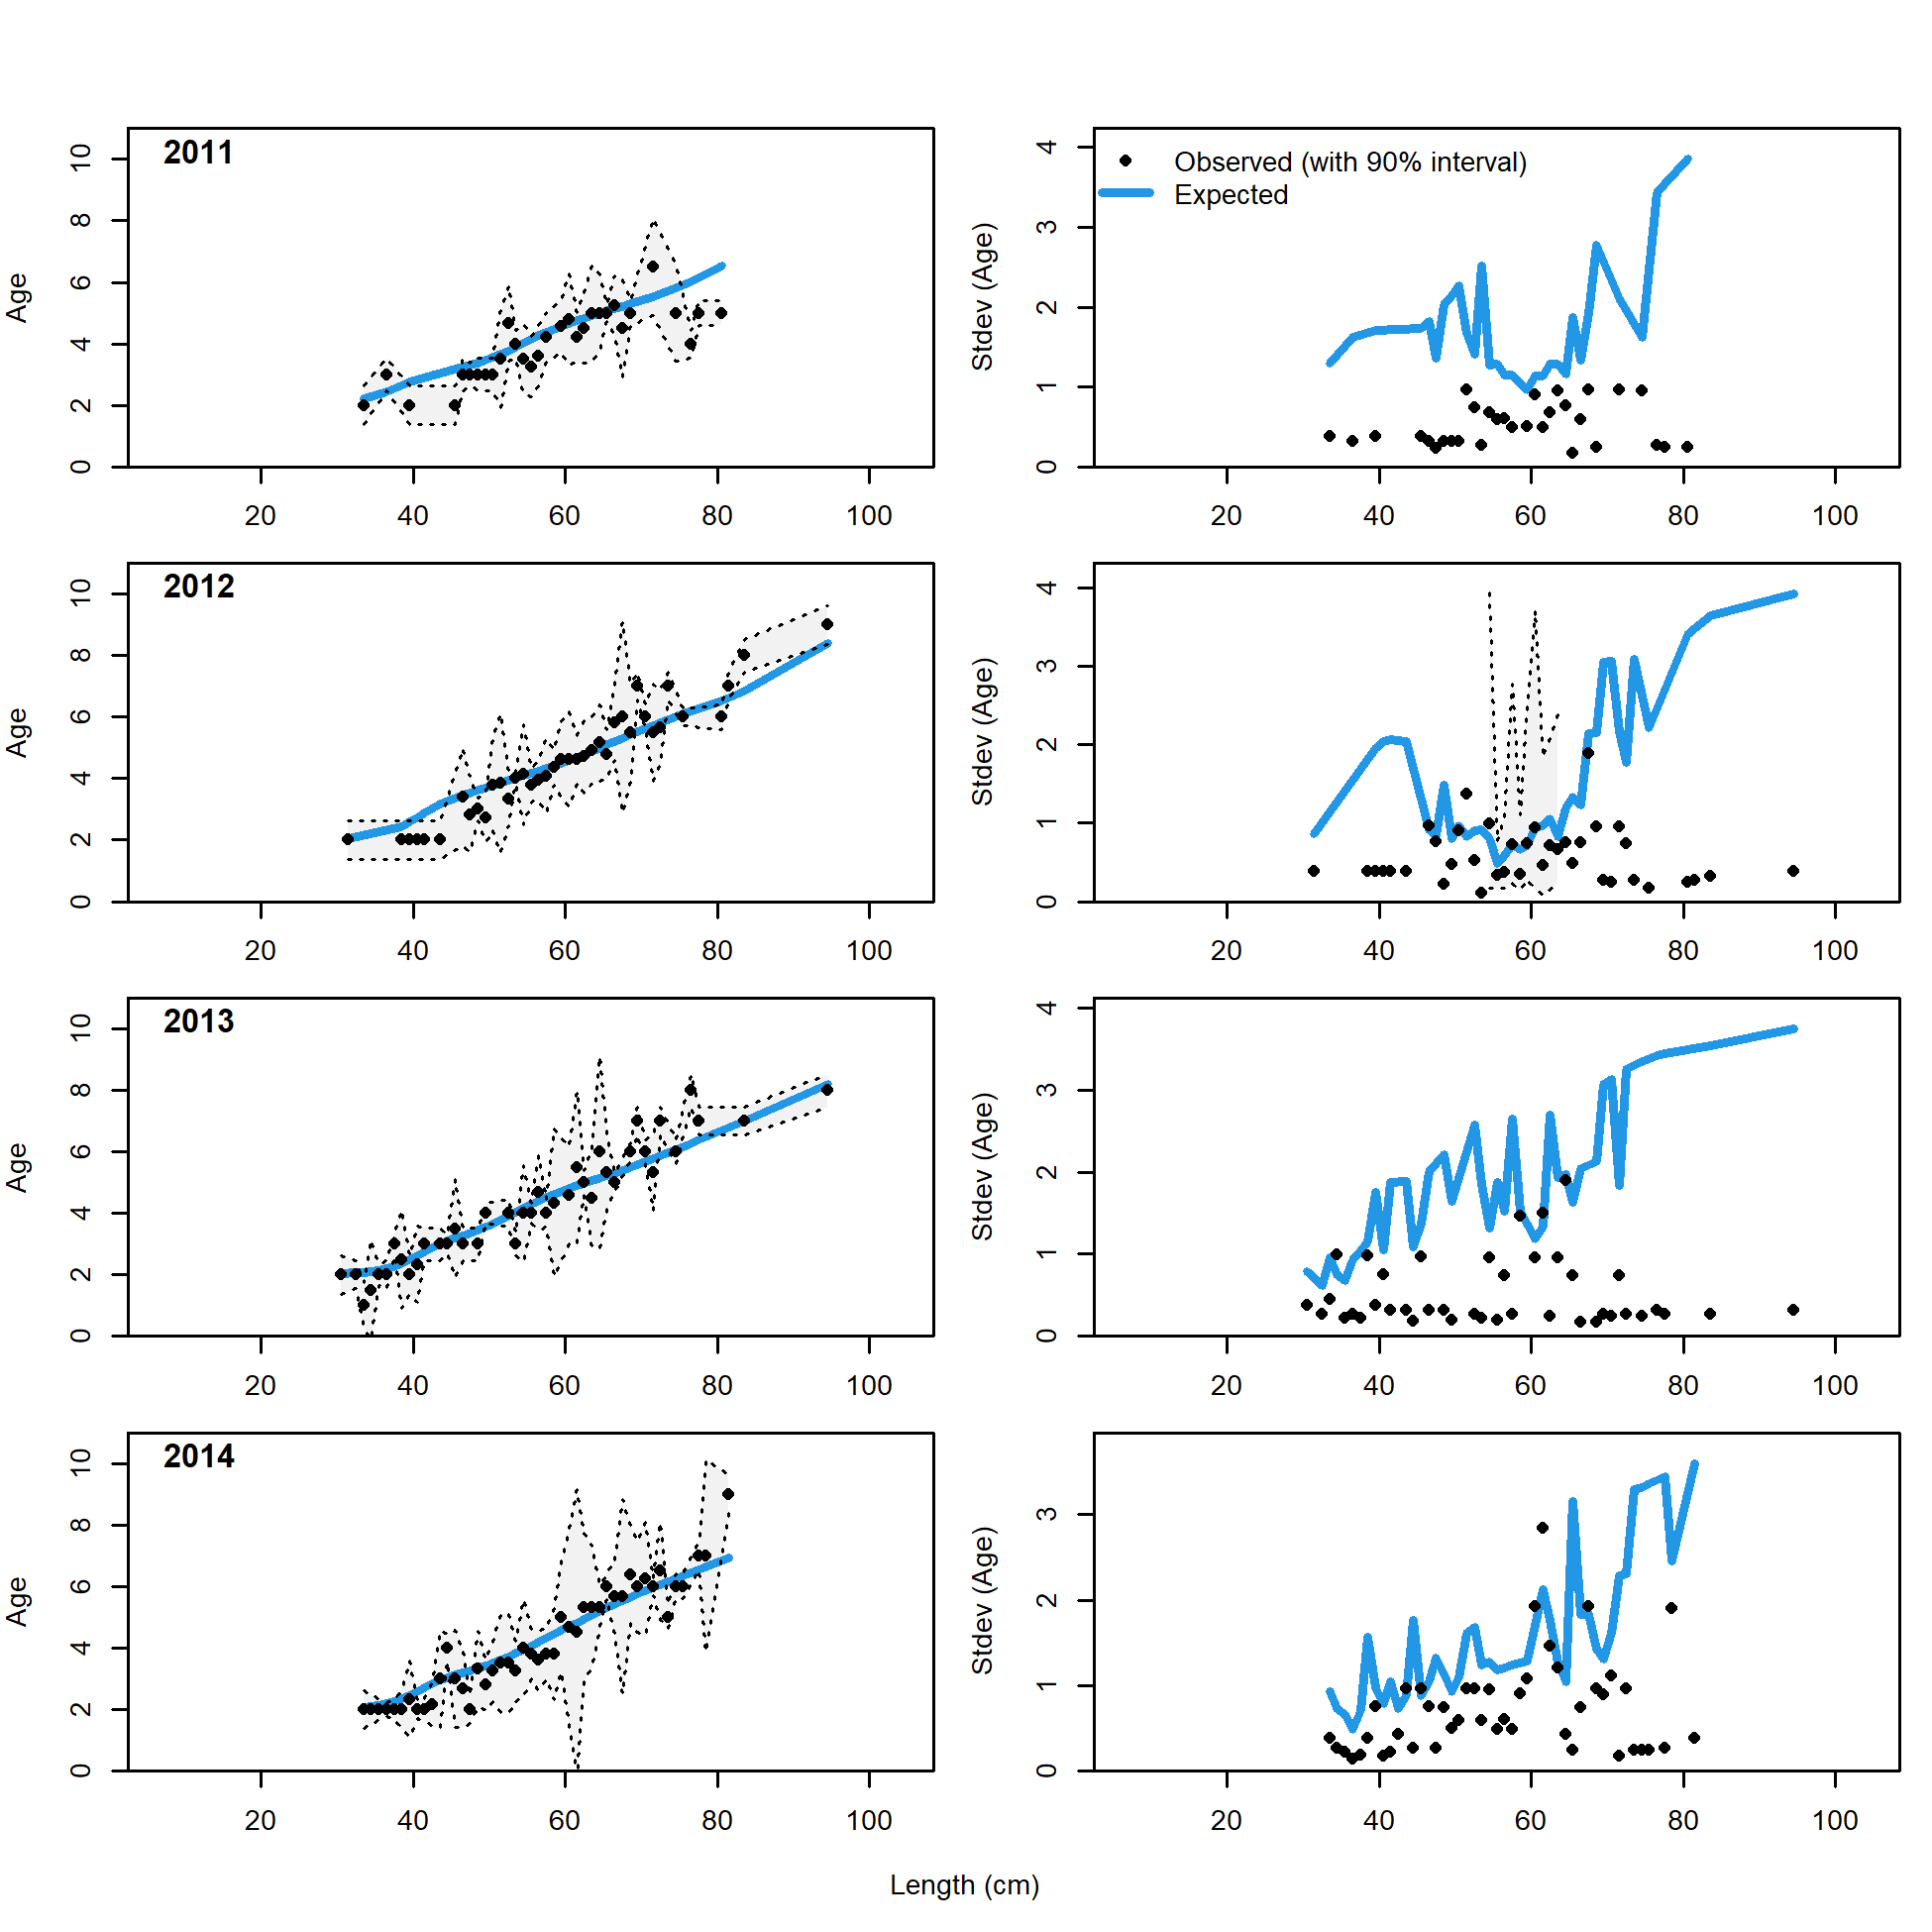 2011
Age
0 2 4 6 8 10
20 40 60 80 100
Observed (with 90% interval)
Expected
Stdev (Age)
0 1 2 3 4
20 40 60 80 100
2012
Age
0 2 4 6 8 10
20 40 60 80 100
Stdev (Age)
0 1 2 3 4
20 40 60 80 100
2013
Age
0 2 4 6 8 10
20 40 60 80 100
Stdev (Age)
0 1 2 3 4
20 40 60 80 100
2014
Age
0 2 4 6 8 10
20 40 60 80 100
Stdev (Age)
0 1 2 3
20 40 60 80 100
Length (cm)